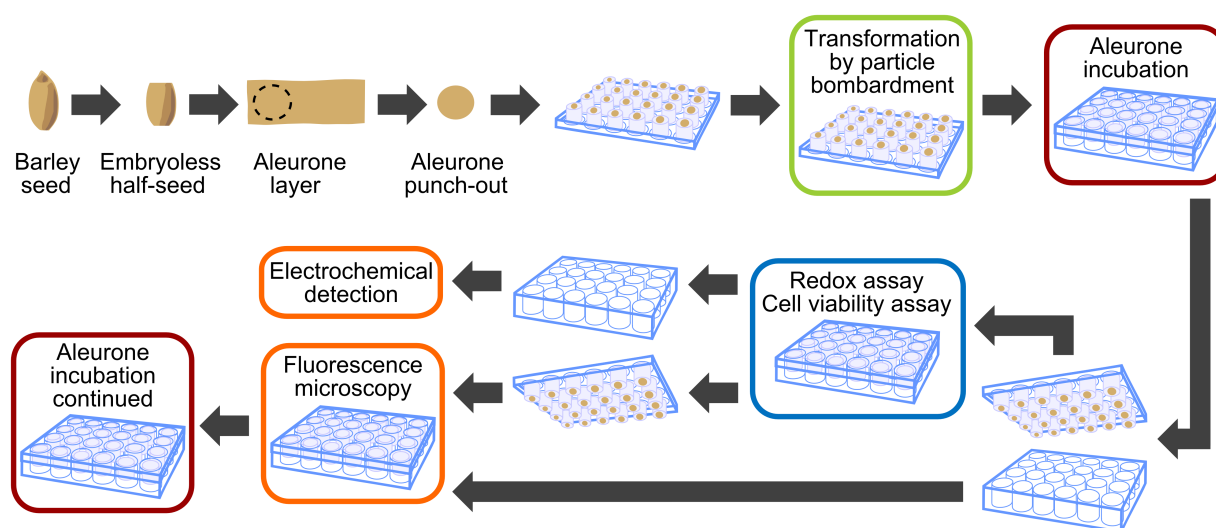 Barley
seed
Embryoless
half-seed
Aleurone
layer
Aleurone
punch-out
Transformation
by particle
bombardment
Aleurone
incubation
Electrochemical
detection
Redox assay
Cell viability assay
Aleurone
incubation
continued
Fluorescence
microscopy